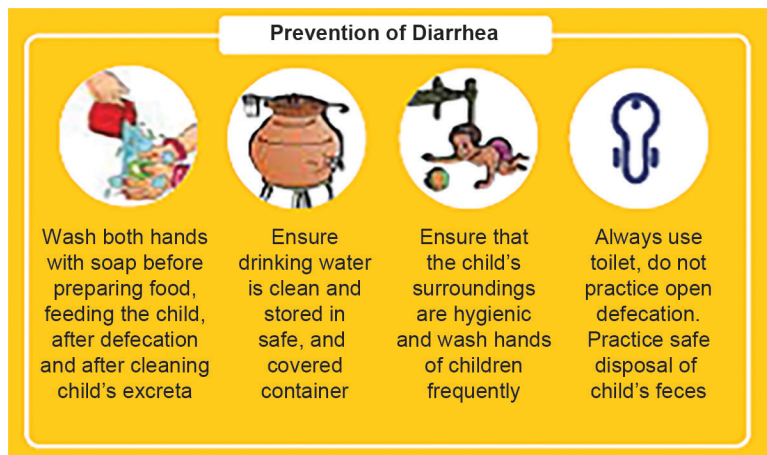 Prevention of Diarrhea
Wash both hands
with soap before
preparing food,
feeding the child,
after defecation
and after cleaning
child's excreta
Ensure
drinking water
is clean and
stored in
safe, and
covered
container
Ensure that
the child's
surroundings
are hygienic
and wash hands
of children
frequently
Always use
toilet, do not
practice open
defecation.
Practice safe
disposal of
child's feces